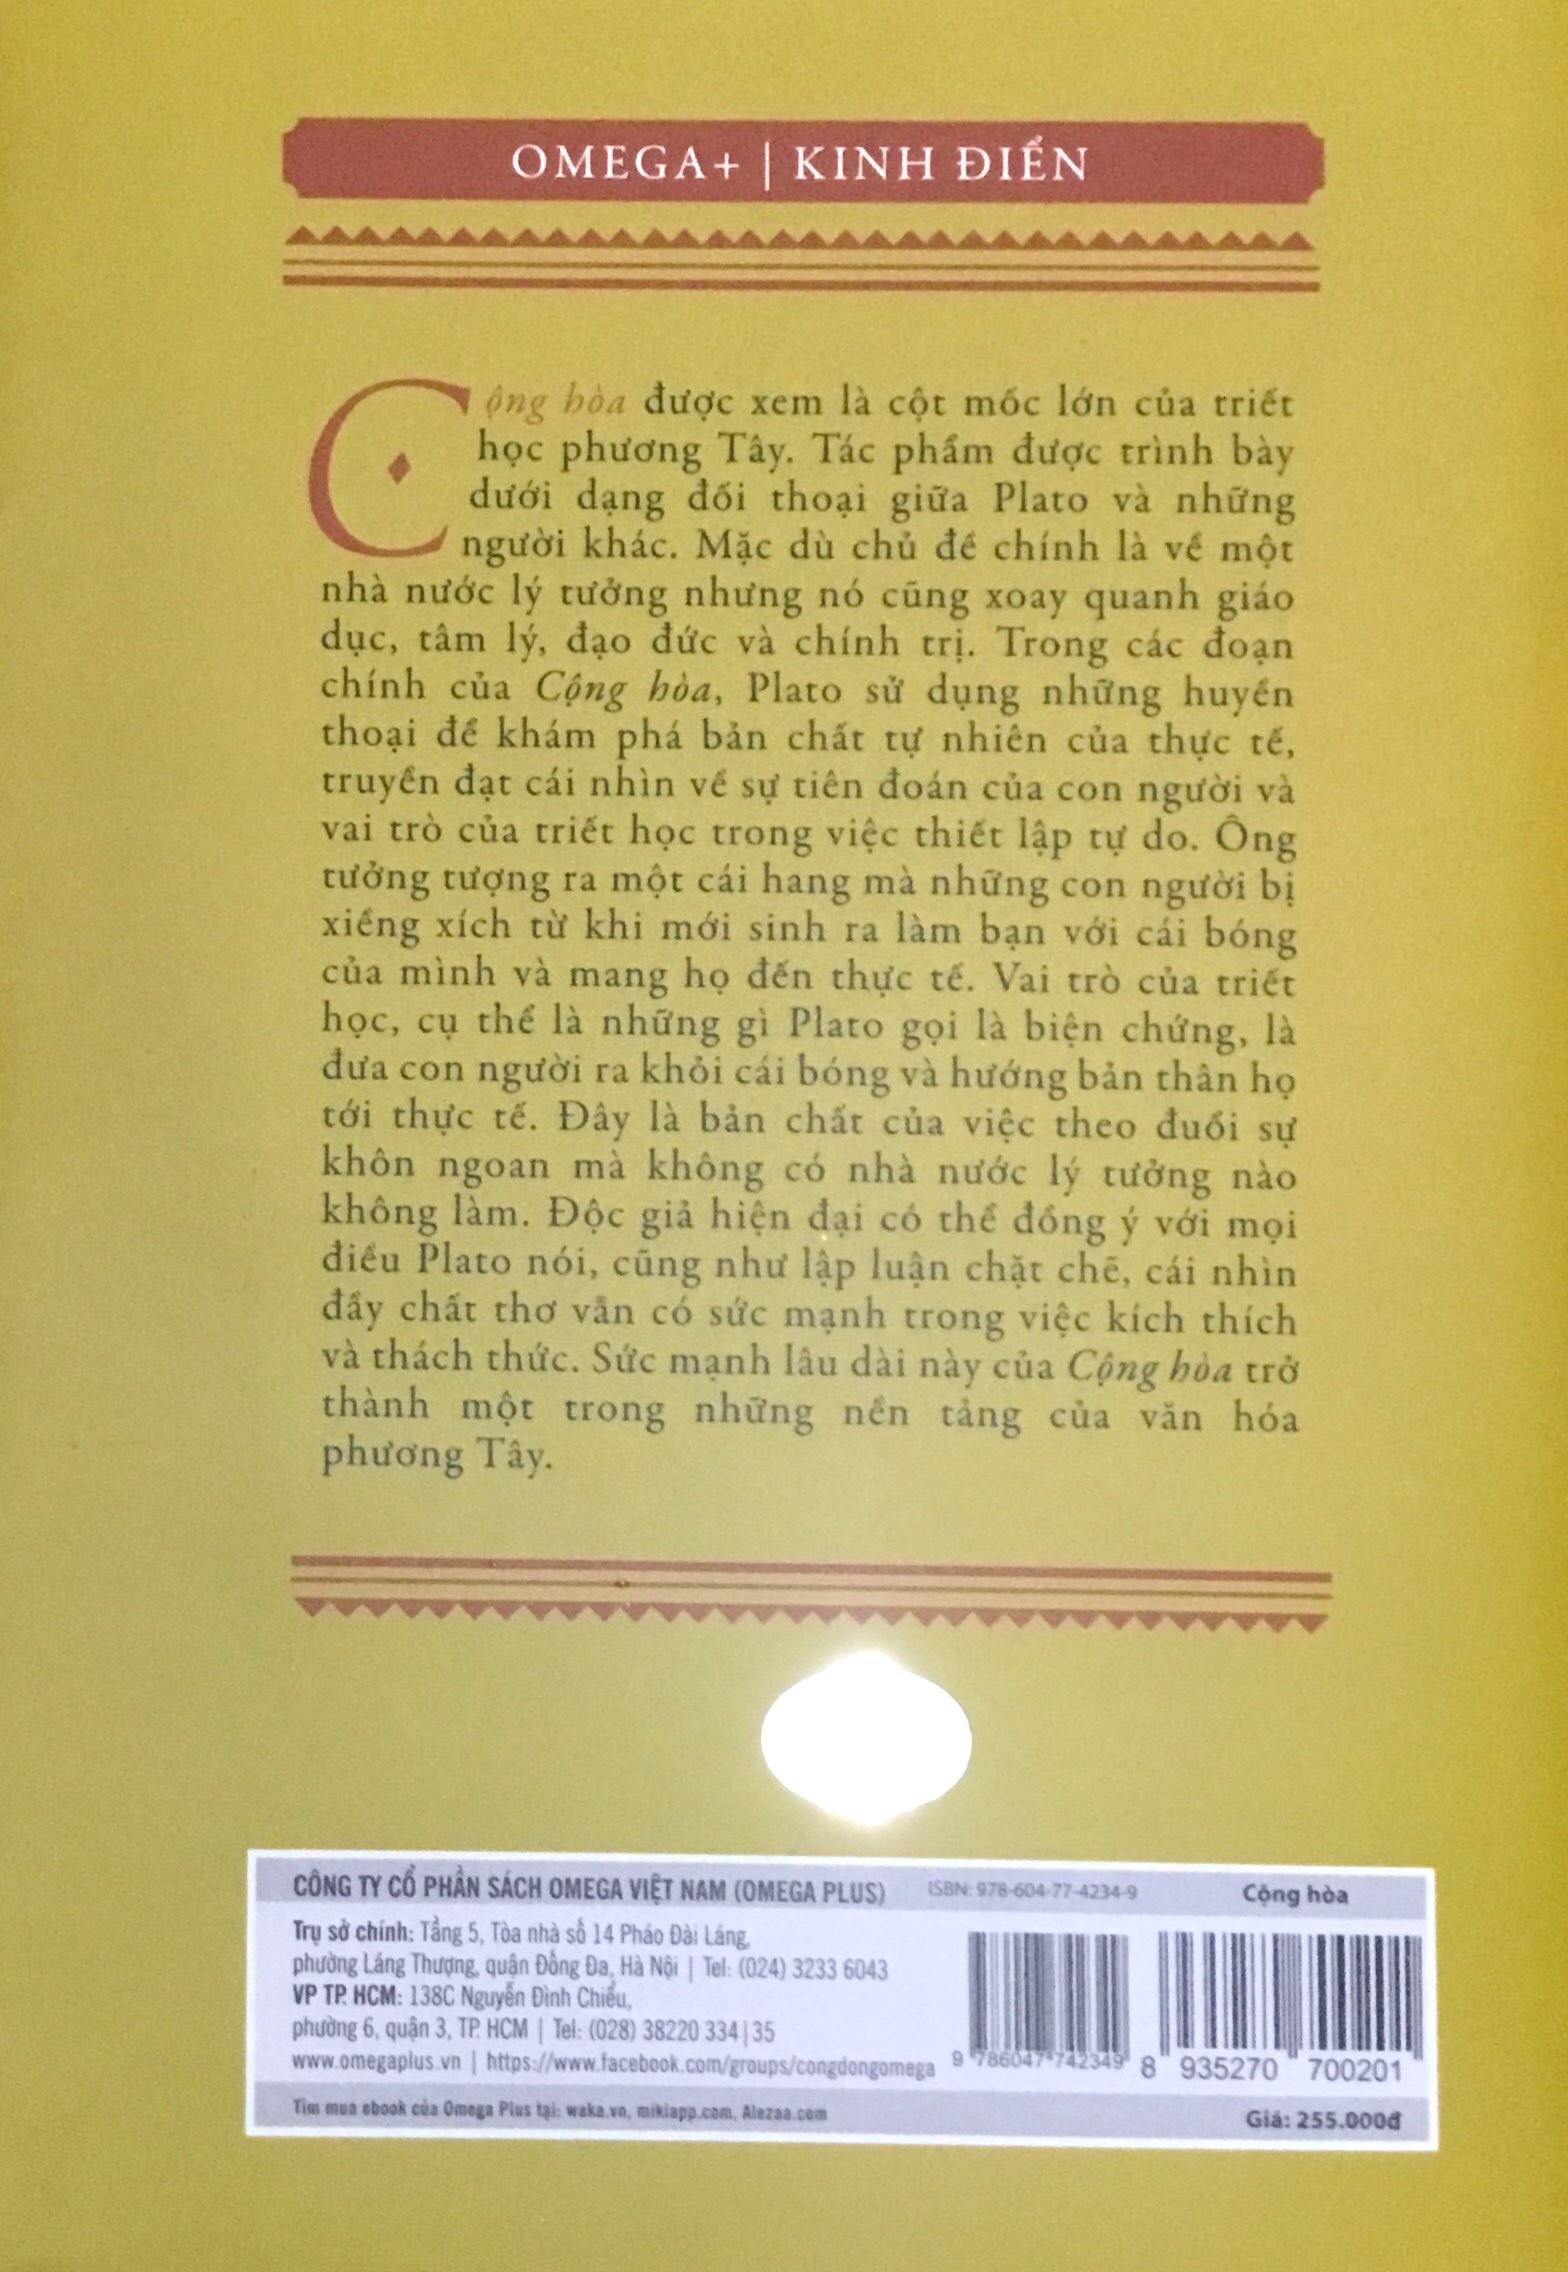 OMEGA+ | KINH ĐIỂN
Cộng hòa được xem là cột mốc lớn của triết
học phương Tây. Tác phẩm được trình bày
dưới dạng đối thoại giữa Plato và những
người khác. Mặc dù chủ đề chính là về một
nhà nước lý tưởng nhưng nó cũng xoay quanh giáo
dục, tâm lý, đạo đức và chính trị. Trong các đoạn
chính của Cộng hòa, Plato sử dụng những huyền
thoại để khám phá bản chất tự nhiên của thực tế,
truyền đạt cái nhìn về sự tiên đoán của con người và
vai trò của triết học trong việc thiết lập tự do. Ông
tưởng tượng ra một cái hang mà những con người bị
xiềng xích từ khi mới sinh ra làm bạn với cái bóng
của mình và mang họ đến thực tế. Vai trò của triết
học, cụ thể là những gì Plato gọi là biện chứng, là
đưa con người ra khỏi cái bóng và hướng bản thân họ
tới thực tế. Đây là bản chất của việc theo đuổi sự
khôn ngoan mà không có nhà nước lý tưởng nào
không làm. Độc giả hiện đại có thể đồng ý với mọi
điều Plato nói, cũng như lập luận chặt chẽ, cái nhìn
đầy chất thơ vẫn có sức mạnh trong việc kích thích
và thách thức. Sức mạnh lâu dài này của Cộng hòa trở
thành một trong những nền tảng của văn hóa
phương Tây.
CÔNG TY CỔ PHẦN SÁCH OMEGA VIỆT NAM (OMEGA PLUS)
Trụ sở chính: Tầng 5, Tòa nhà số 14 Pháo Đài Láng,
phường Láng Thượng, quận Đống Đa, Hà Nội | Tel: (024) 3233 6043
VP TP. HCM: 138C Nguyễn Đình Chiểu,
phường 6, quận 3, TP. HCM | Tel: (028) 38220 334|35
www.omegaplus.vn | https://www.facebook.com/groups/congdongomega
Tìm mua ebook của Omega Plus tại: waka.vn, mikiapp.com, Alezaa.com
ISBN: 978-604-77-4234-9
Cộng hòa
9 786047 742349
8 935270 700201
Giá: 255.000đ